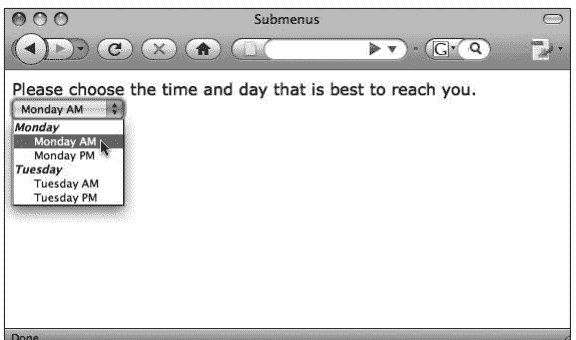 Submenus
G
Please choose the time and day that is best to reach you.
Monday AM
Monday
Monday AM
Monday PM
Tuesday
Tuesday AM
Tuesday PM
Done